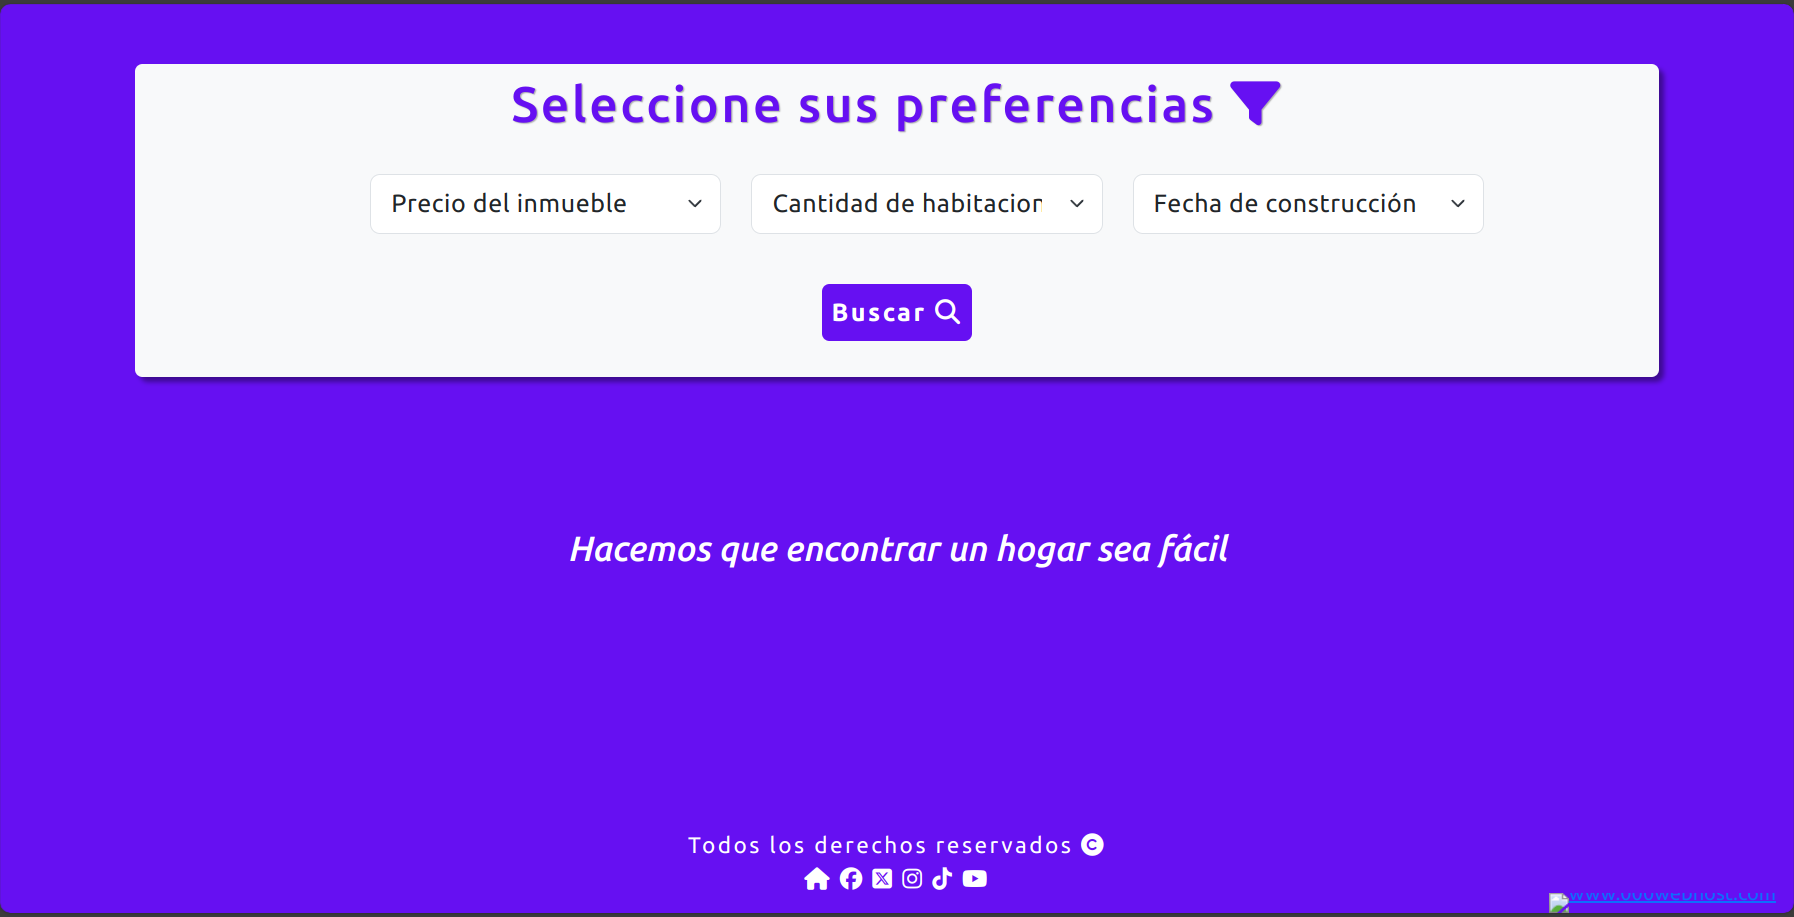 Seleccione sus preferencias
Precio del inmueble
Cantidad de habitacion
Fecha de construcción
Buscar
Hacemos que encontrar un hogar sea fácil
Todos los derechos reservados ©
www.000webhost.com